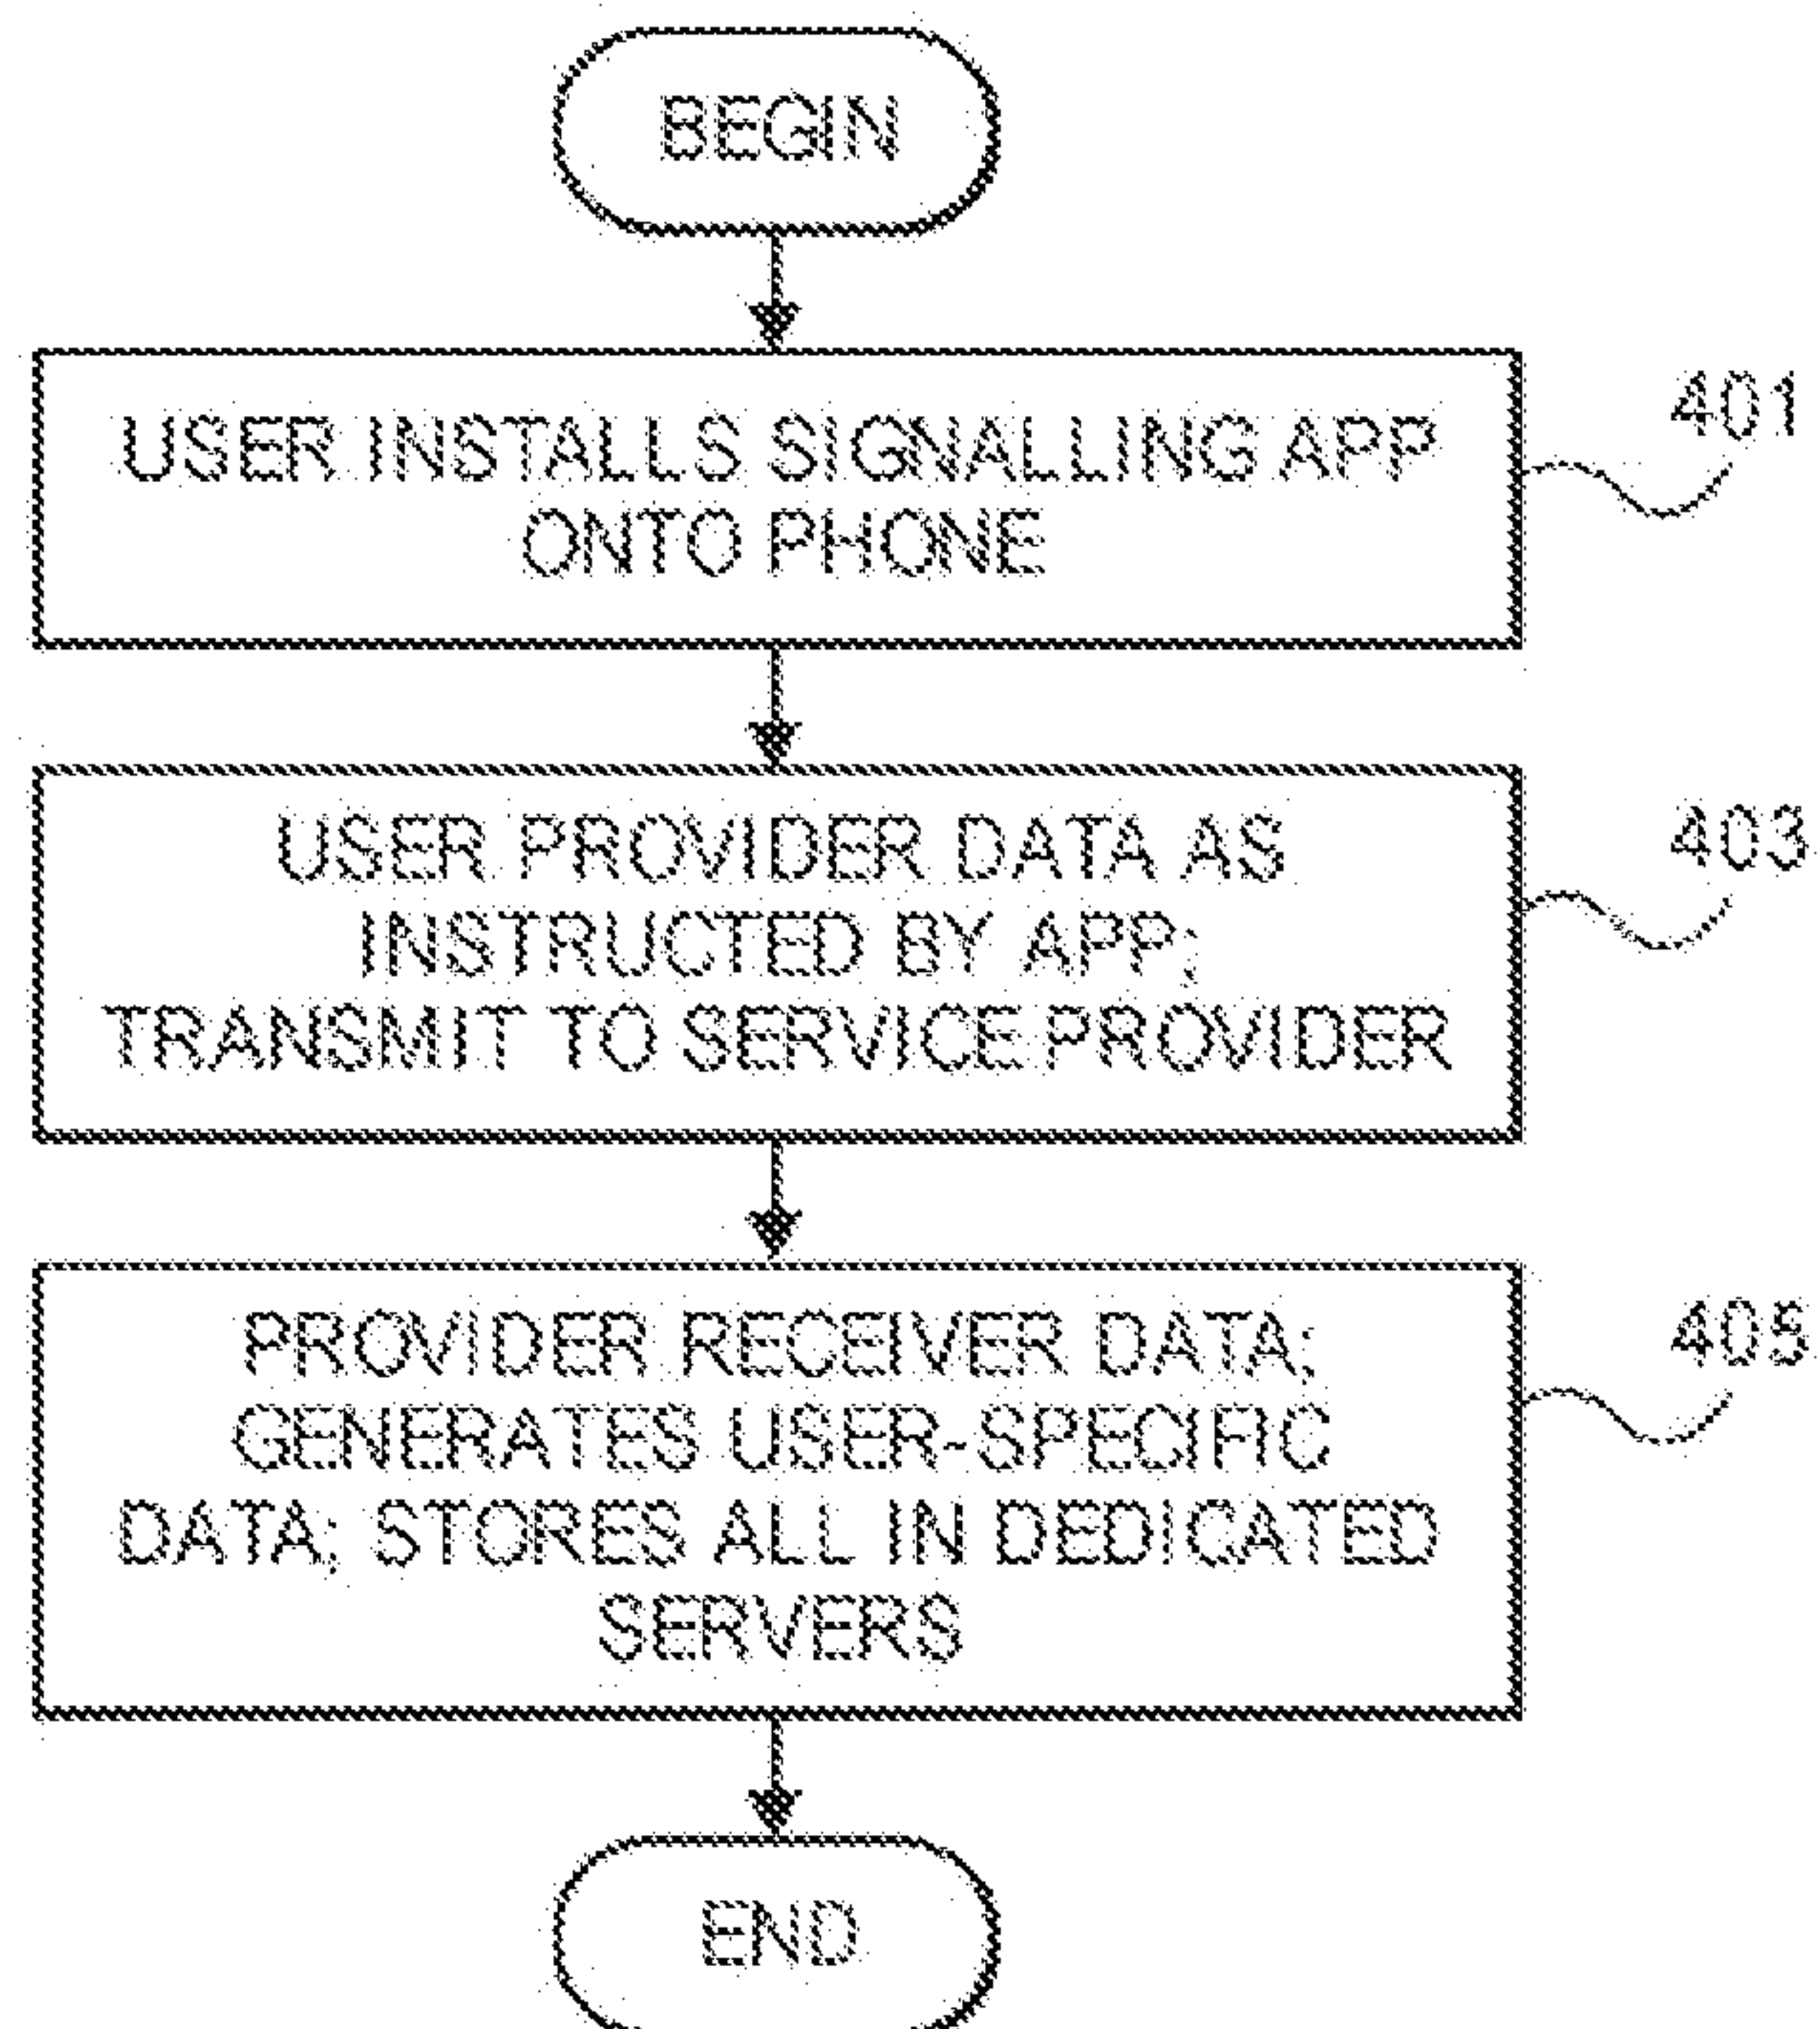 BEGIN
USER INSTALLS SIGNALLING APP
ONTO PHONE
401
USER PROVIDER DATA AS
INSTRUCTED BY APP;
TRANSMIT TO SERVICE PROVIDER
403
PROVIDER RECEIVER DATA;
GENERATES USER-SPECIFIC
DATA; STORES ALL IN DEDICATED
SERVERS
405
END